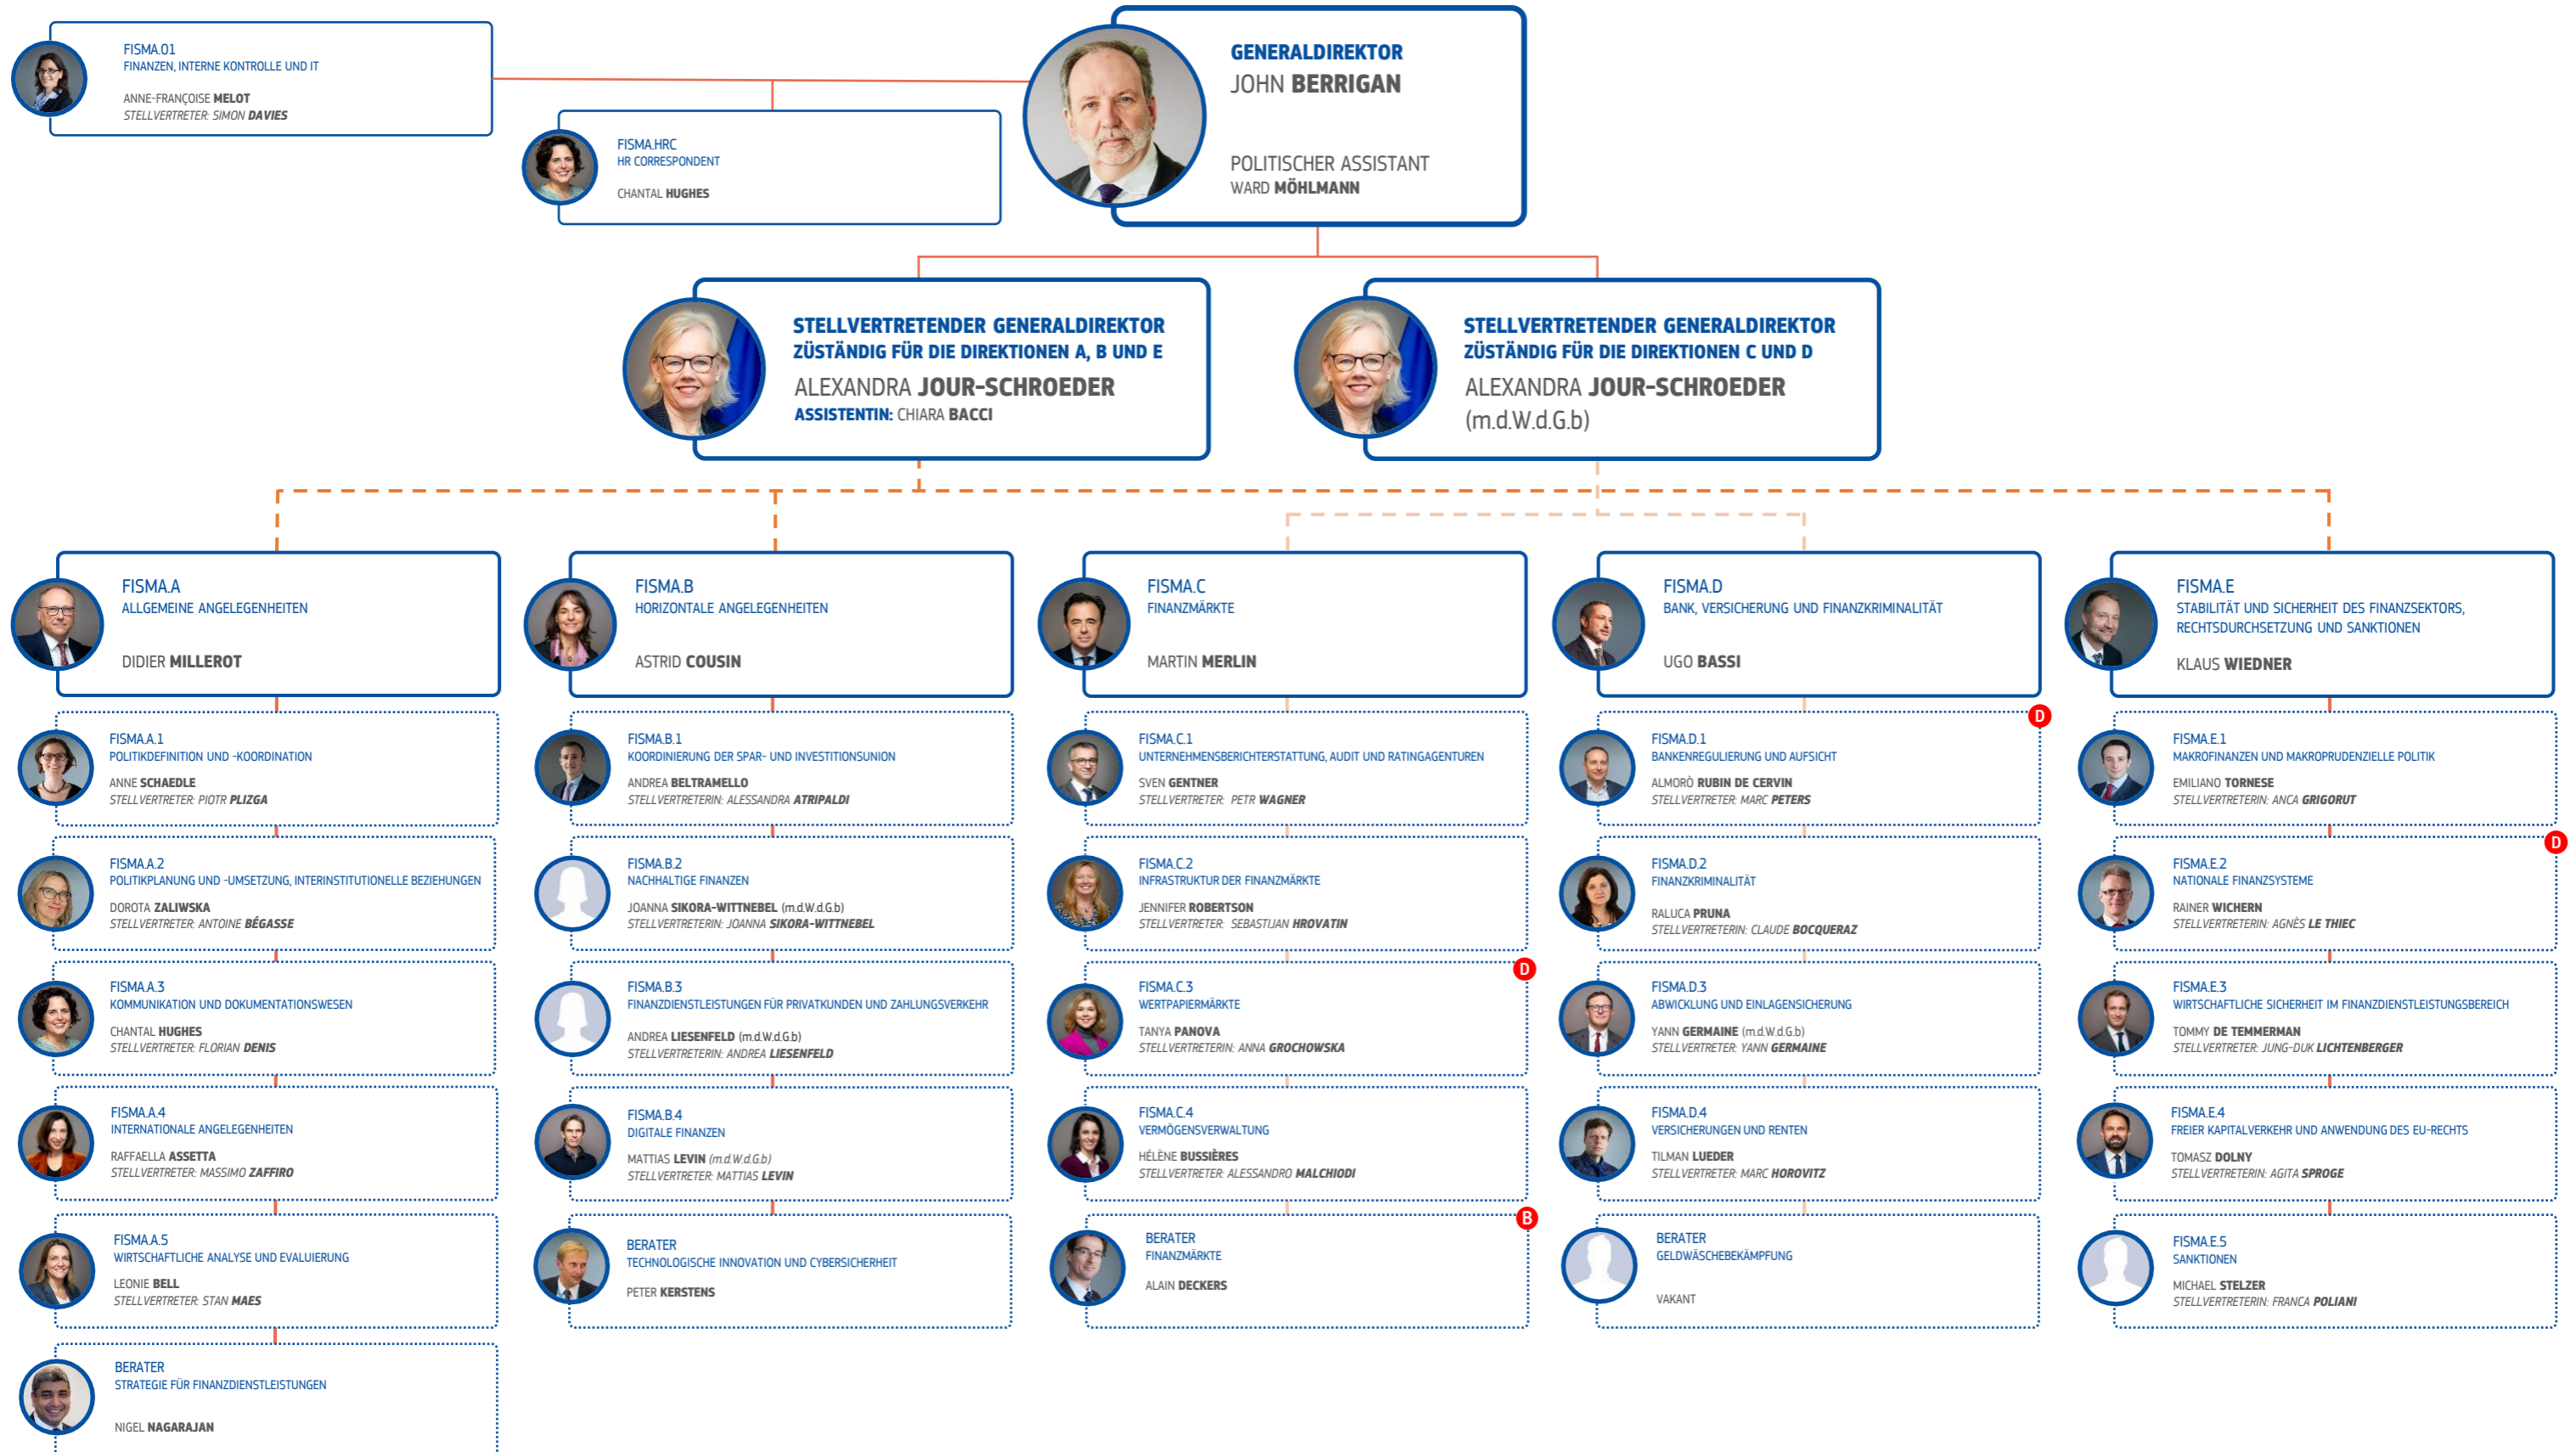 FISMA.01
FINANZEN, INTERNE KONTROLLE UND IT
ANNE-FRANÇOISE MELOT
STELLVERTRETER: SIMON DAVIES
FISMA.HRC
HR CORRESPONDENT
CHANTAL HUGHES
GENERALDIREKTOR
JOHN BERRIGAN
POLITISCHER ASSISTANT
WARD MÖHLMANN
STELLVERTRETENDER GENERALDIREKTOR
ZÜSTÄNDIG FÜR DIE DIREKTIONEN A, B UND E
ALEXANDRA JOUR-SCHROEDER
ASSISTENTIN: CHIARA BACCI
STELLVERTRETENDER GENERALDIREKTOR
ZÜSTÄNDIG FÜR DIE DIREKTIONEN C UND D
ALEXANDRA JOUR-SCHROEDER
(m.d.W.d.G.b)
FISMA.A
ALLGEMEINE ANGELEGENHEITEN
DIDIER MILLEROT
FISMA.A.1
POLITIKDEFINITION UND -KOORDINATION
ANNE SCHAEDLE
STELLVERTRETER: PIOTR PLIZGA
FISMA.A.2
POLITIKPLANUNG UND -UMSETZUNG, INTERINSTITUTIONELLE BEZIEHUNGEN
DOROTA ZALIWSKA
STELLVERTRETER: ANTOINE BÉGASSE
FISMA.A.3
KOMMUNIKATION UND DOKUMENTATIONSWESEN
CHANTAL HUGHES
STELLVERTRETER: FLORIAN DENIS
FISMA.A.4
INTERNATIONALE ANGELEGENHEITEN
RAFFAELLA ASSETTA
STELLVERTRETER: MASSIMO ZAFFIRO
FISMA.A.5
WIRTSCHAFTLICHE ANALYSE UND EVALUIERUNG
LEONIE BELL
STELLVERTRETER: STAN MAES
BERATER
STRATEGIE FÜR FINANZDIENSTLEISTUNGEN
NIGEL NAGARAJAN
FISMA.B
HORIZONTALE ANGELEGENHEITEN
ASTRID COUSIN
FISMA.B.1
KOORDINIERUNG DER SPAR- UND INVESTITIONSUNION
ANDREA BELTRAMELLO
STELLVERTRETERIN: ALESSANDRA ATRIPALDI
FISMA.B.2
NACHHALTIGE FINANZEN
JOANNA SIKORA-WITTNEBEL (m.d.W.d.G.b)
STELLVERTRETERIN: JOANNA SIKORA-WITTNEBEL
FISMA.B.3
FINANZDIENSTLEISTUNGEN FÜR PRIVATKUNDEN UND ZAHLUNGSVERKEHR
ANDREA LIESENFELD (m.d.W.d.G.b)
STELLVERTRETERIN: ANDREA LIESENFELD
FISMA.B.4
DIGITALE FINANZEN
MATTIAS LEVIN (m.d.W.d.G.b)
STELLVERTRETER: MATTIAS LEVIN
BERATER
TECHNOLOGISCHE INNOVATION UND CYBERSICHERHEIT
PETER KERSTENS
FISMA.C
FINANZMÄRKTE
MARTIN MERLIN
FISMA.C.1
UNTERNEHMENSBERICHTERSTATTUNG, AUDIT UND RATINGAGENTUREN
SVEN GENTNER
STELLVERTRETER: PETR WAGNER
FISMA.C.2
INFRASTRUKTUR DER FINANZMÄRKTE
JENNIFER ROBERTSON
STELLVERTRETER: SEBASTIJAN HROVATIN
D
FISMA.C.3
WERTPAPIERMÄRKTE
TANYA PANOVA
STELLVERTRETERIN: ANNA GROCHOWSKA
FISMA.C.4
VERMÖGENSVERWALTUNG
HÉLÈNE BUSSIÈRES
STELLVERTRETER: ALESSANDRO MALCHIODI
B
BERATER
FINANZMÄRKTE
ALAIN DECKERS
FISMA.D
BANK, VERSICHERUNG UND FINANZKRIMINALITÄT
UGO BASSI
D
FISMA.D.1
BANKENREGULIERUNG UND AUFSICHT
ALMORÒ RUBIN DE CERVIN
STELLVERTRETER: MARC PETERS
FISMA.D.2
FINANZKRIMINALITÄT
RALUCA PRUNA
STELLVERTRETERIN: CLAUDE BOCQUERAZ
FISMA.D.3
ABWICKLUNG UND EINLAGENSICHERUNG
YANN GERMAINE (m.d.W.d.G.b)
STELLVERTRETER: YANN GERMAINE
FISMA.D.4
VERSICHERUNGEN UND RENTEN
TILMAN LUEDER
STELLVERTRETER: MARC HOROVITZ
BERATER
GELDWÄSCHEBEKÄMPFUNG
VAKANT
FISMA.E
STABILITÄT UND SICHERHEIT DES FINANZSEKTORS,
RECHTSDURCHSETZUNG UND SANKTIONEN
KLAUS WIEDNER
FISMA.E.1
MAKROFINANZEN UND MAKROPRUDENZIELLE POLITIK
EMILIANO TORNESE
STELLVERTRETERIN: ANCA GRIGORUT
D
FISMA.E.2
NATIONALE FINANZSYSTEME
RAINER WICHERN
STELLVERTRETERIN: AGNÈS LE THIEC
FISMA.E.3
WIRTSCHAFTLICHE SICHERHEIT IM FINANZDIENSTLEISTUNGSBEREICH
TOMMY DE TEMMERMAN
STELLVERTRETER: JUNG-DUK LICHTENBERGER
FISMA.E.4
FREIER KAPITALVERKEHR UND ANWENDUNG DES EU-RECHTS
TOMASZ DOLNY
STELLVERTRETERIN: AGITA SPROGE
FISMA.E.5
SANKTIONEN
MICHAEL STELZER
STELLVERTRETERIN: FRANCA POLIANI